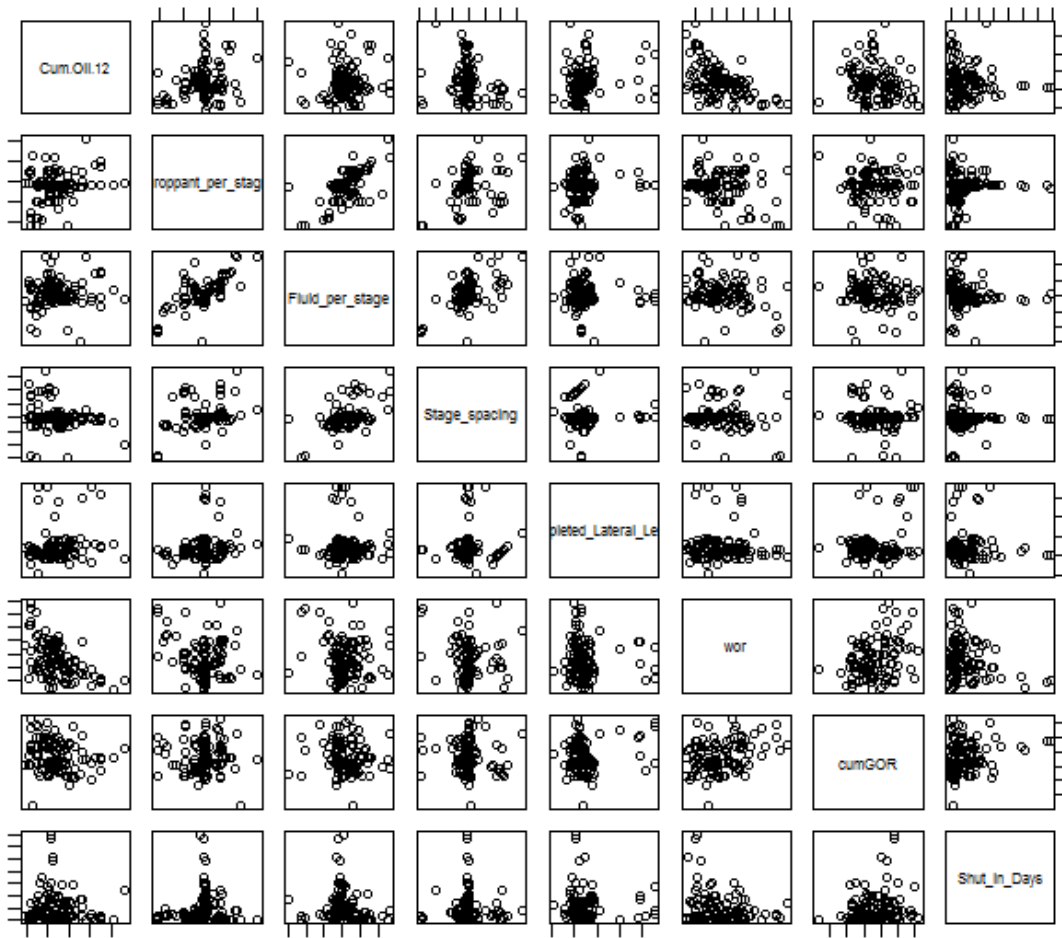 Cum.Oil.12
roppant_per_stag
Fluid_per_stage
Stage_spacing
pleted_Lateral_Le
wor
cumGOR
Shut_In_Days